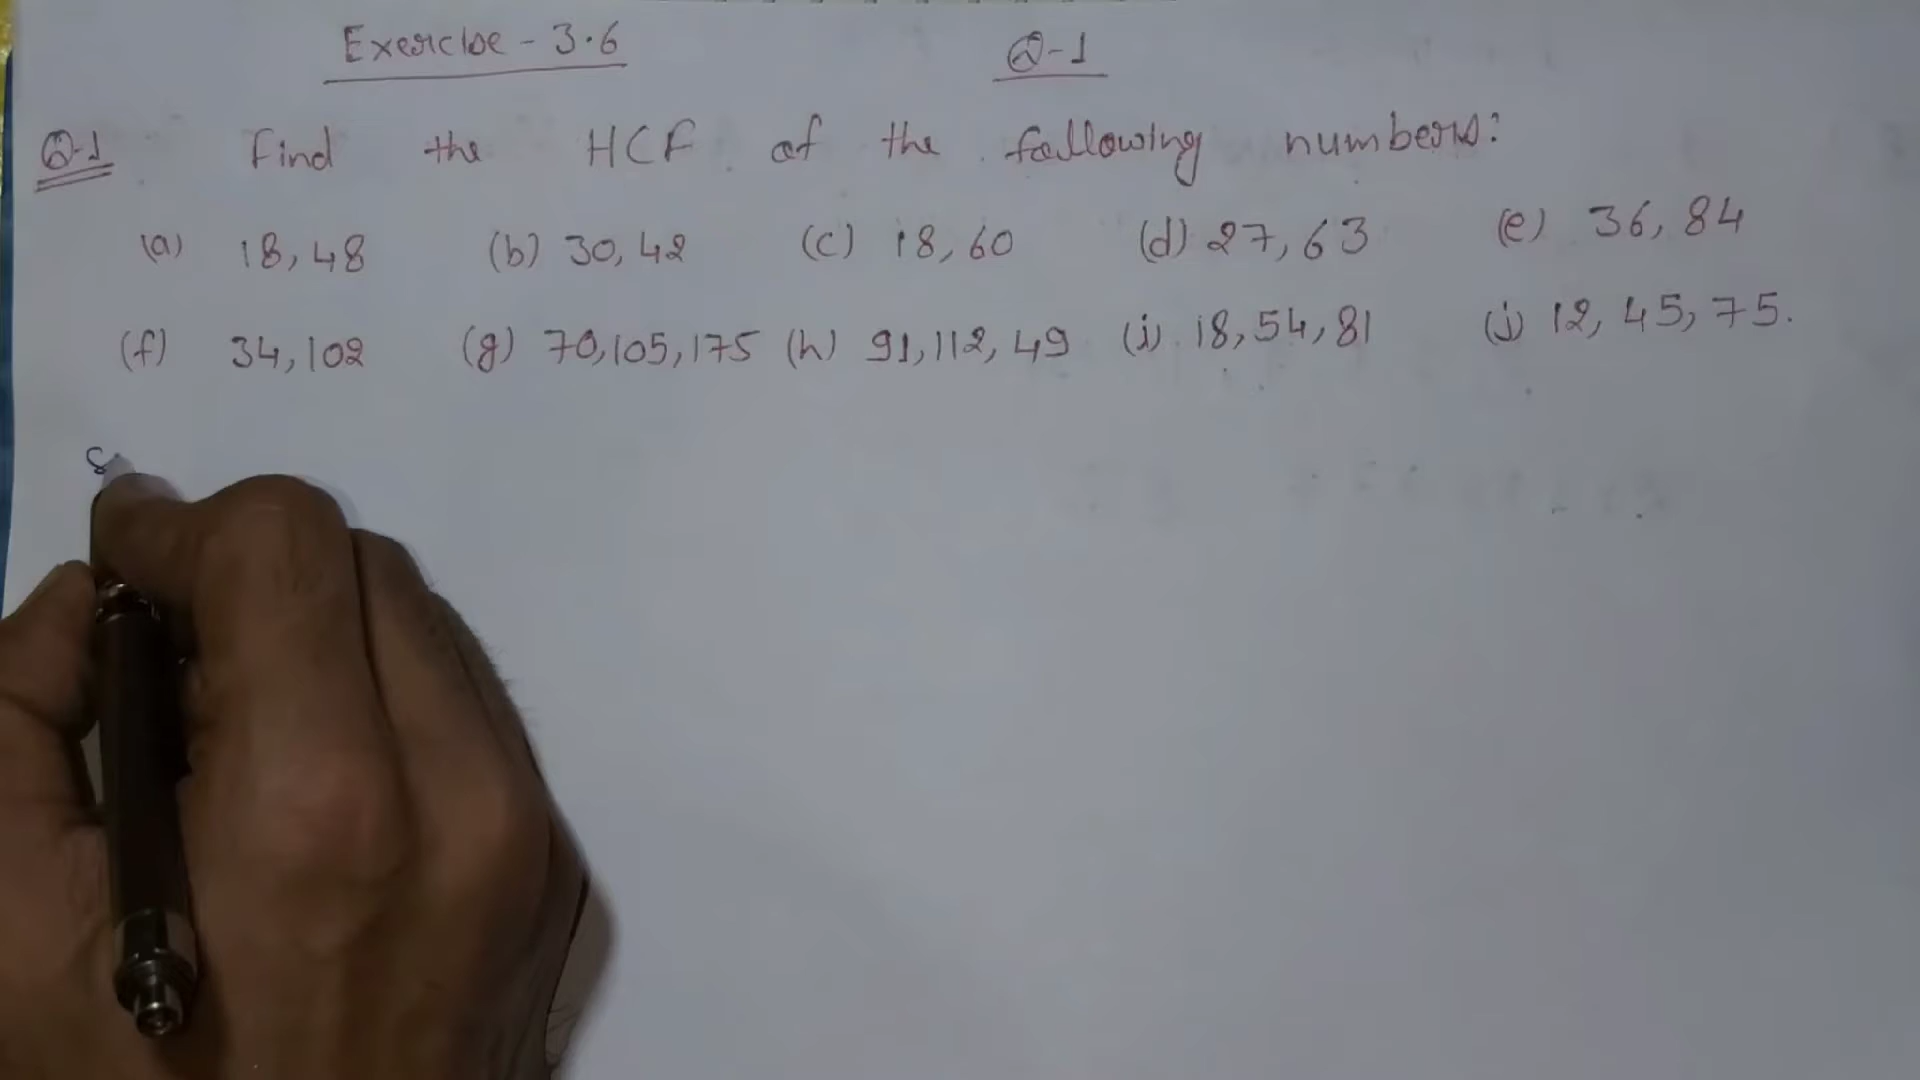 Exercise - 3.6 Q-1
Q-1 Find the HCF of the following numbers:
(a) 18, 48 (b) 30, 42 (c) 18, 60 (d) 27, 63 (e) 36, 84
(f) 34, 102 (g) 70, 105, 175 (h) 91, 112, 49 (i) 18, 54, 81 (j) 12, 45, 75.
S